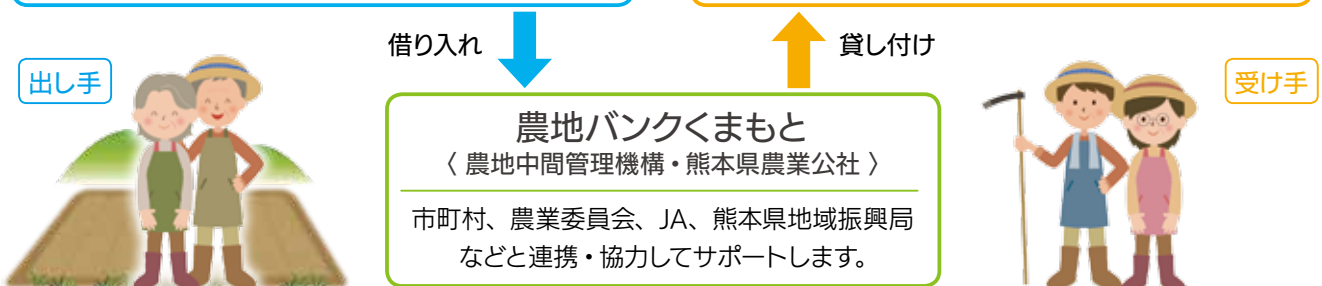 借り入れ
貸し付け
出し手
受け手
農地バンクくまもと
〈 農地中間管理機構・熊本県農業公社 〉
市町村、農業委員会、JA、熊本県地域振興局
などと連携・協力してサポートします。